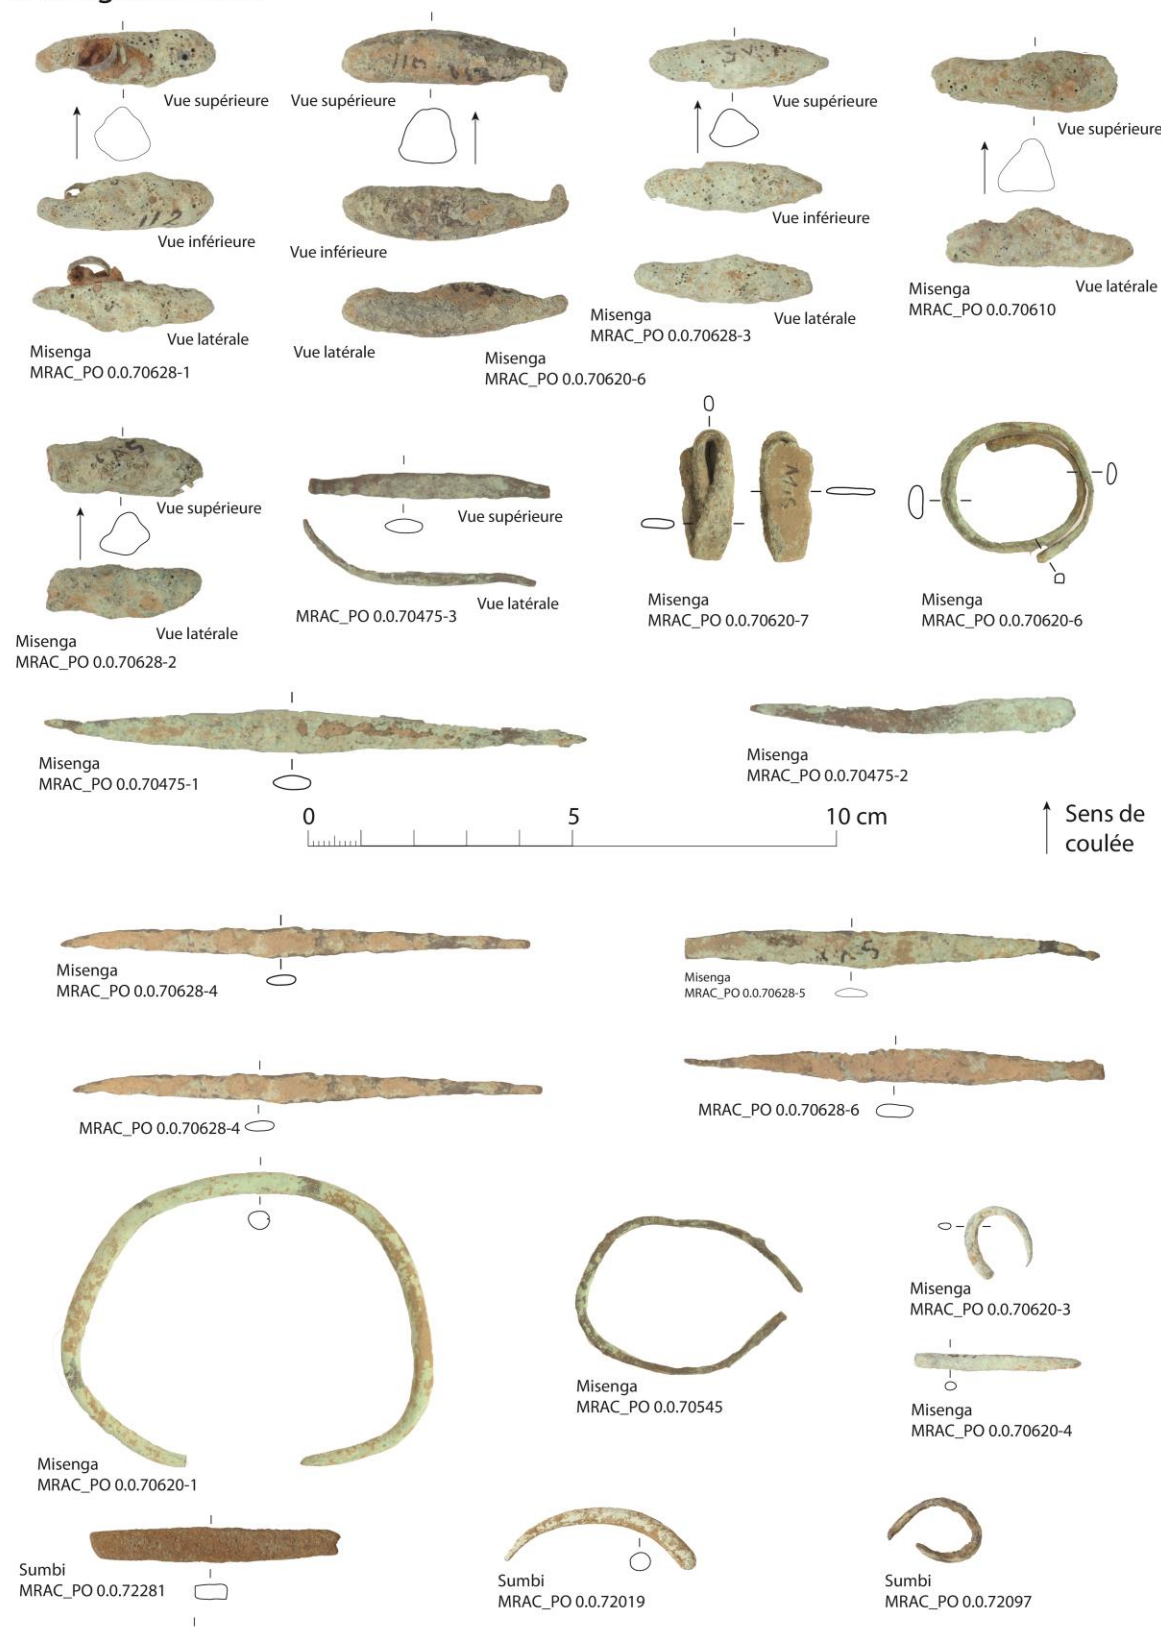 Vue supérieure
Vue supérieure
Vue supérieure
Vue supérieure
112
Vue inférieure
Vue inférieure
Vue inférieure
Vue latérale
Misenga
MRAC_PO 0.0.70628-1
Vue latérale
Misenga
MRAC_PO 0.0.70620-6
Vue latérale
Misenga
MRAC_PO 0.0.70628-3
Vue latérale
Misenga
MRAC_PO 0.0.70610
Vue supérieure
Vue latérale
Misenga
MRAC_PO 0.0.70628-2
Vue supérieure
Vue latérale
MRAC_PO 0.0.70475-3
MIS
Misenga
MRAC_PO 0.0.70620-7
Misenga
MRAC_PO 0.0.70620-6
Misenga
MRAC_PO 0.0.70475-1
Misenga
MRAC_PO 0.0.70475-2
0 5 10 cm
Sens de
coulée
Misenga
MRAC_PO 0.0.70628-4
Misenga
MRAC_PO 0.0.70628-5
MRAC_PO 0.0.70628-4
MRAC_PO 0.0.70628-6
Misenga
MRAC_PO 0.0.70620-1
Misenga
MRAC_PO 0.0.70545
Misenga
MRAC_PO 0.0.70620-3
Misenga
MRAC_PO 0.0.70620-4
Sumbi
MRAC_PO 0.0.72281
Sumbi
MRAC_PO 0.0.72019
Sumbi
MRAC_PO 0.0.72097